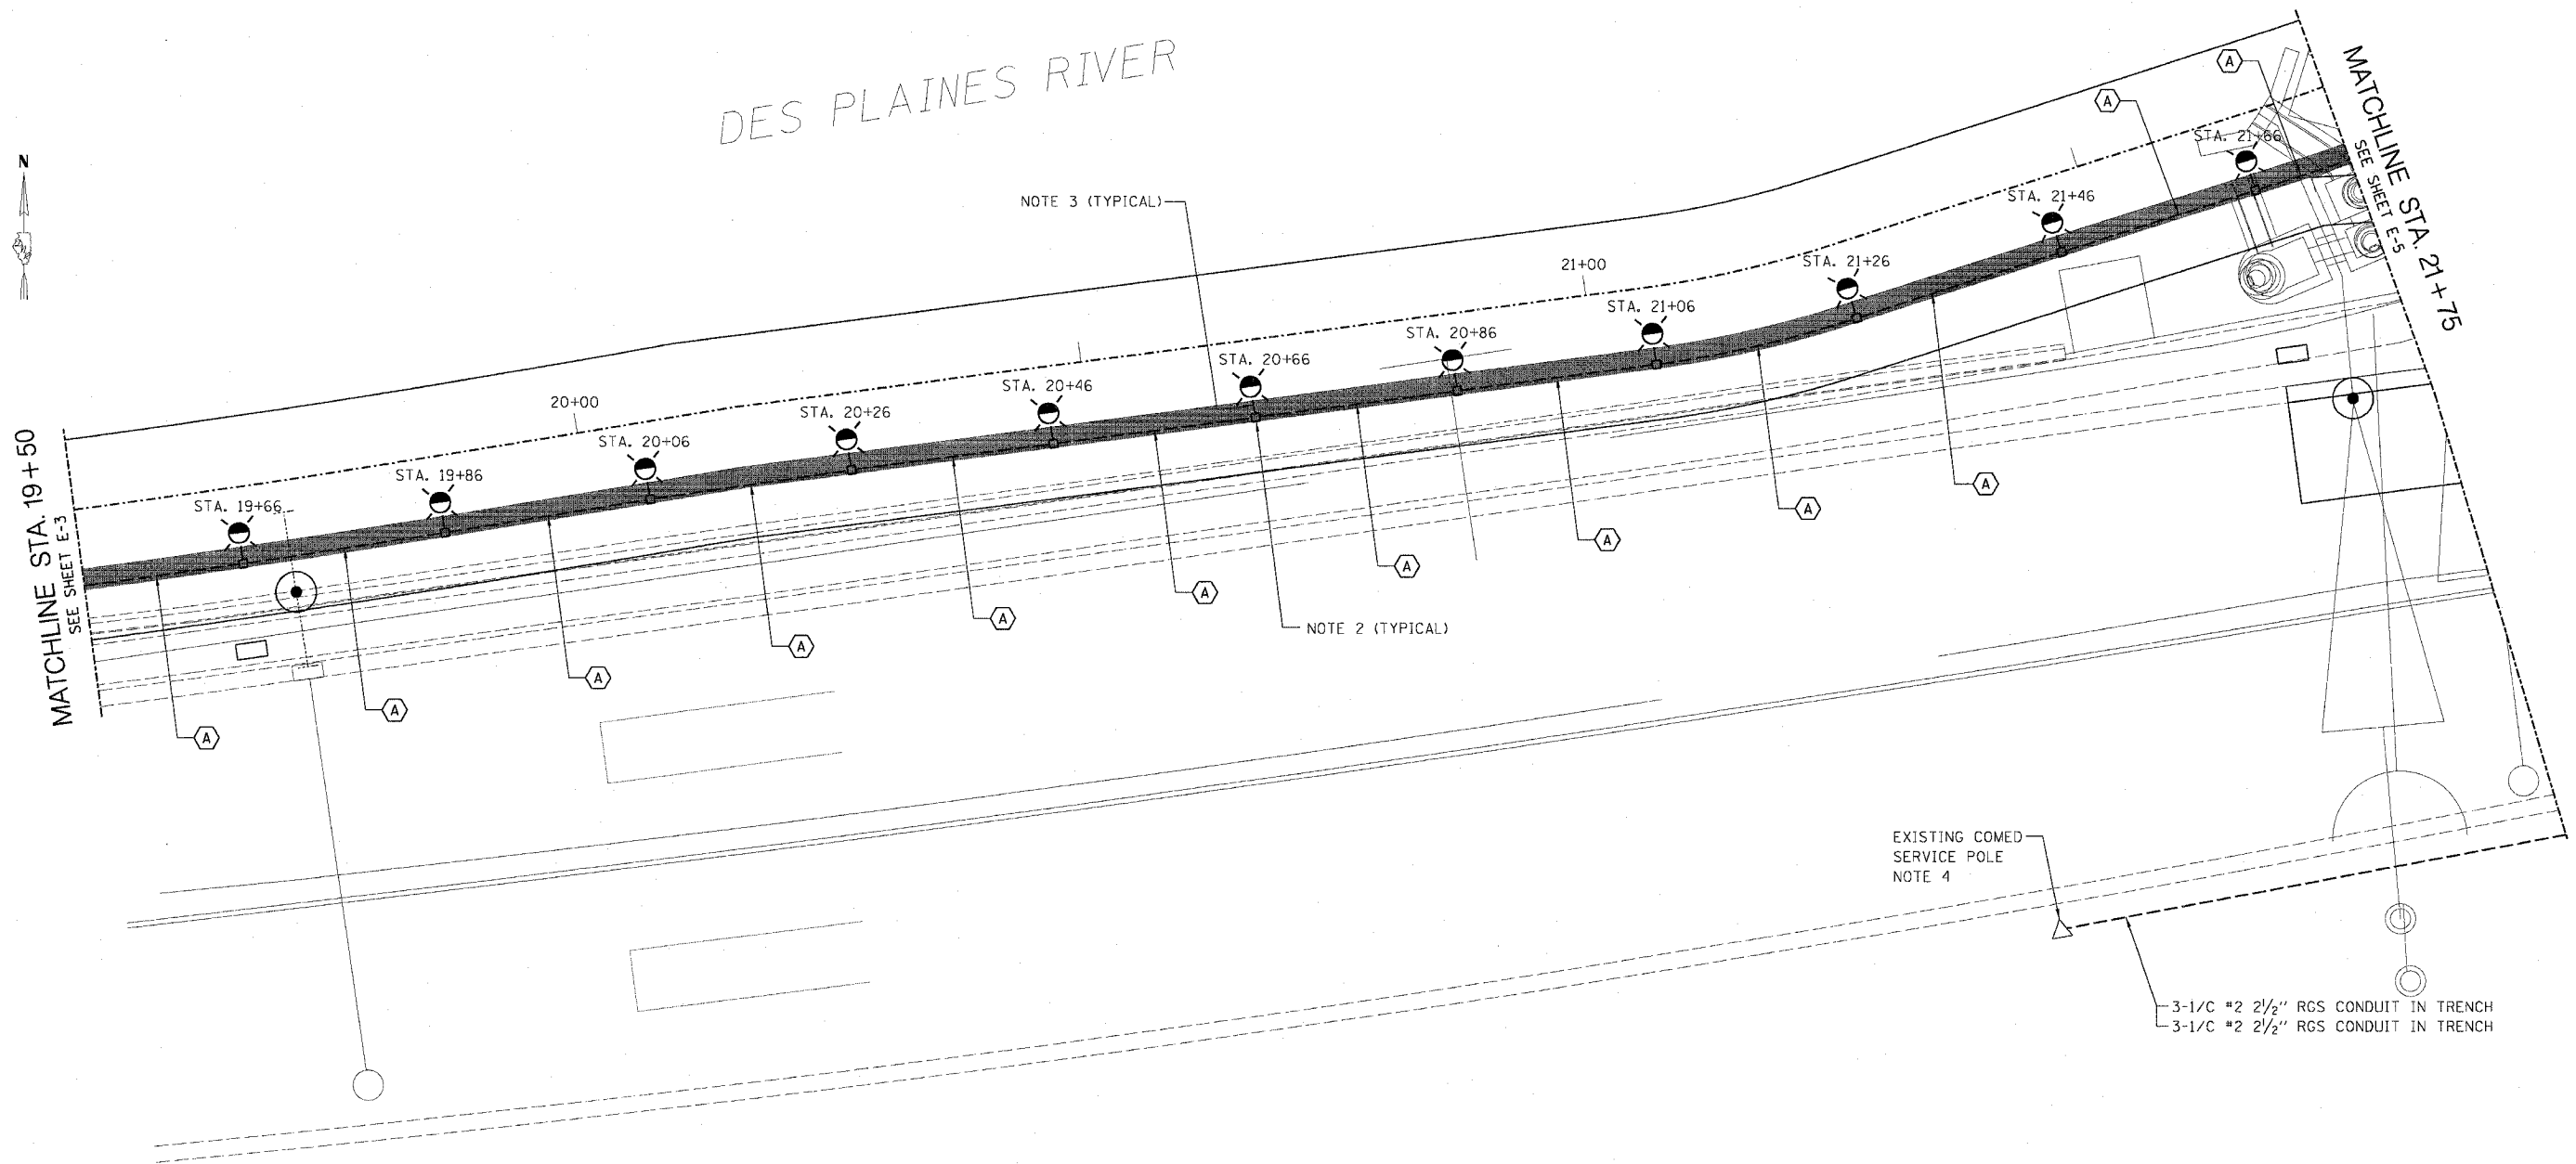 DES PLAINES RIVER
N
MATCHLINE STA. 21+75
SEE SHEET E-5
A
A
STA. 21+66
STA. 21+46
NOTE 3 (TYPICAL)
STA. 21+26
21+00
STA. 21+06
STA. 20+86
STA. 20+66
STA. 20+46
20+00
STA. 20+26
STA. 20+06
STA. 19+86
STA. 19+66
MATCHLINE STA. 19+50
SEE SHEET E-3
A
A
A
A
A
A
A
A
A
A
NOTE 2 (TYPICAL)
EXISTING COMED
SERVICE POLE
NOTE 4
3-1/C #2 2½" RGS CONDUIT IN TRENCH
3-1/C #2 2½" RGS CONDUIT IN TRENCH